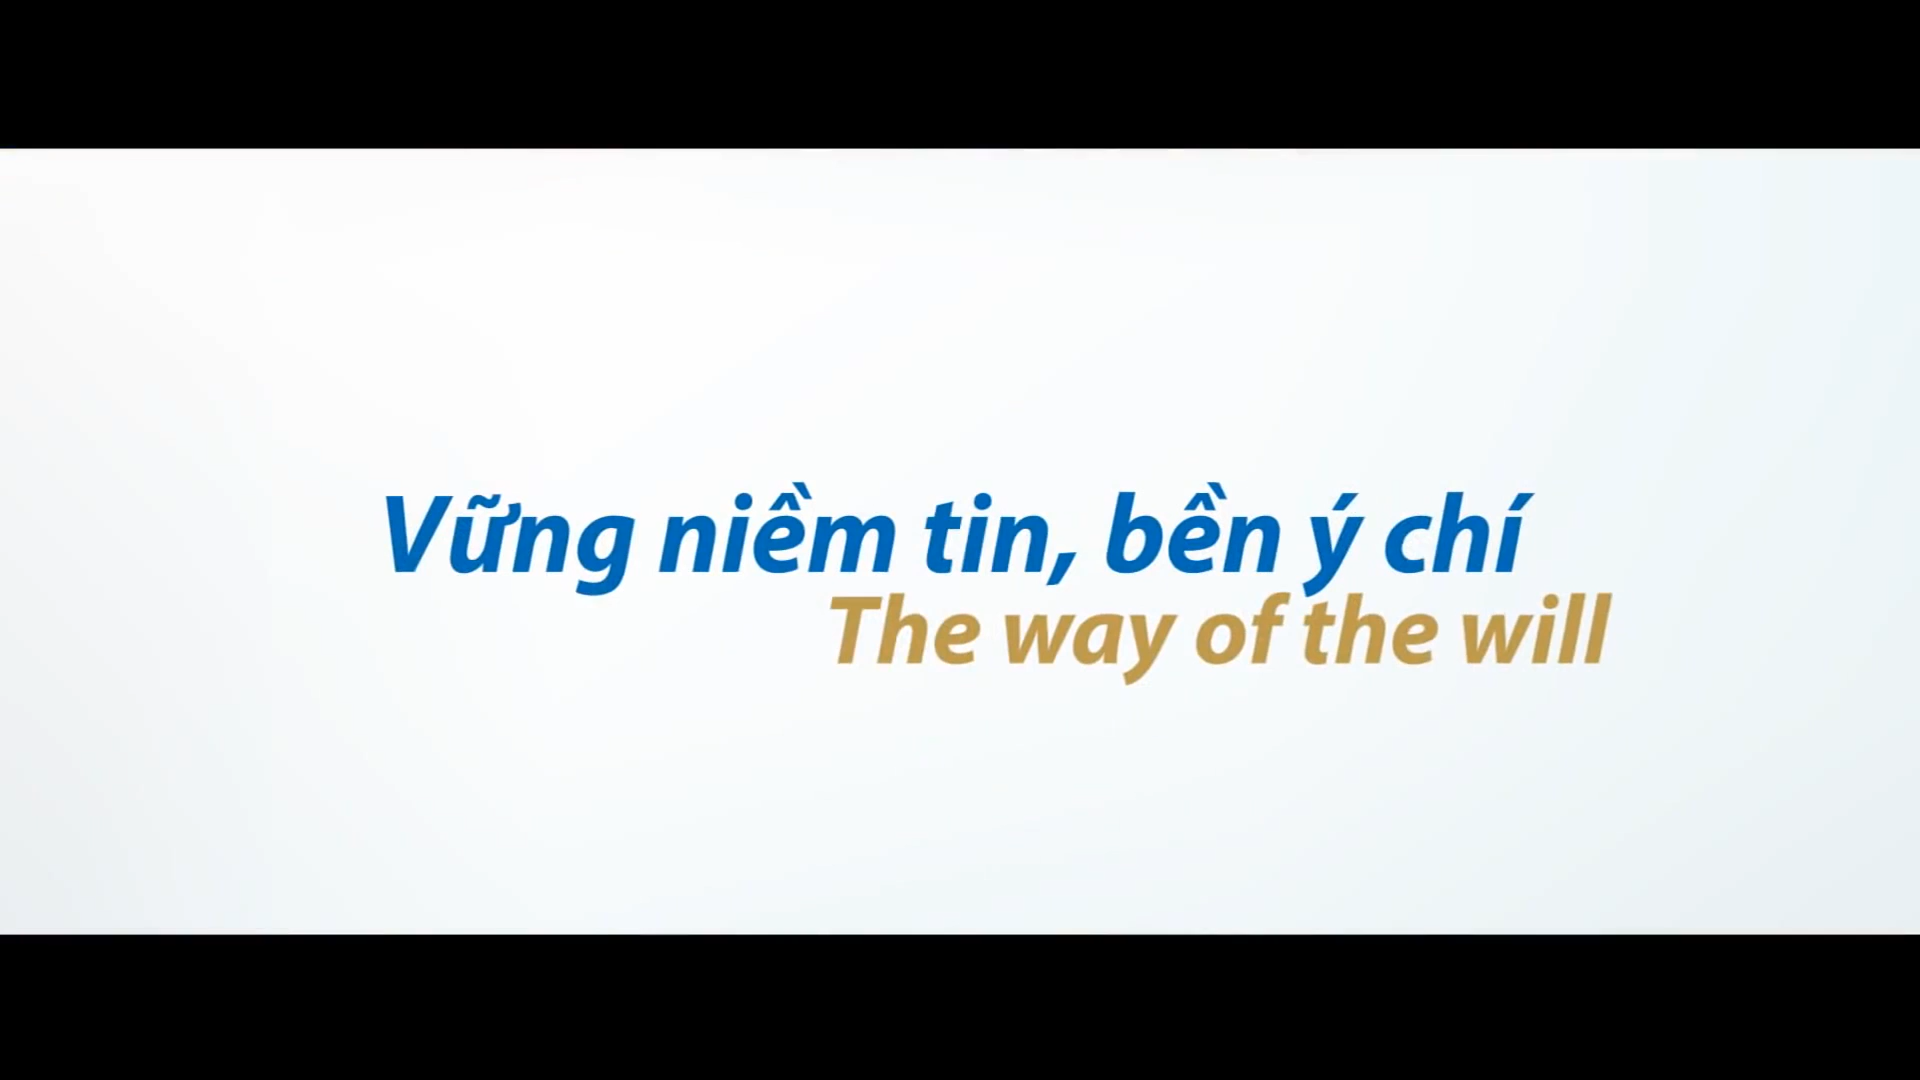 Vững niềm tin, bền ý chí
The way of the will